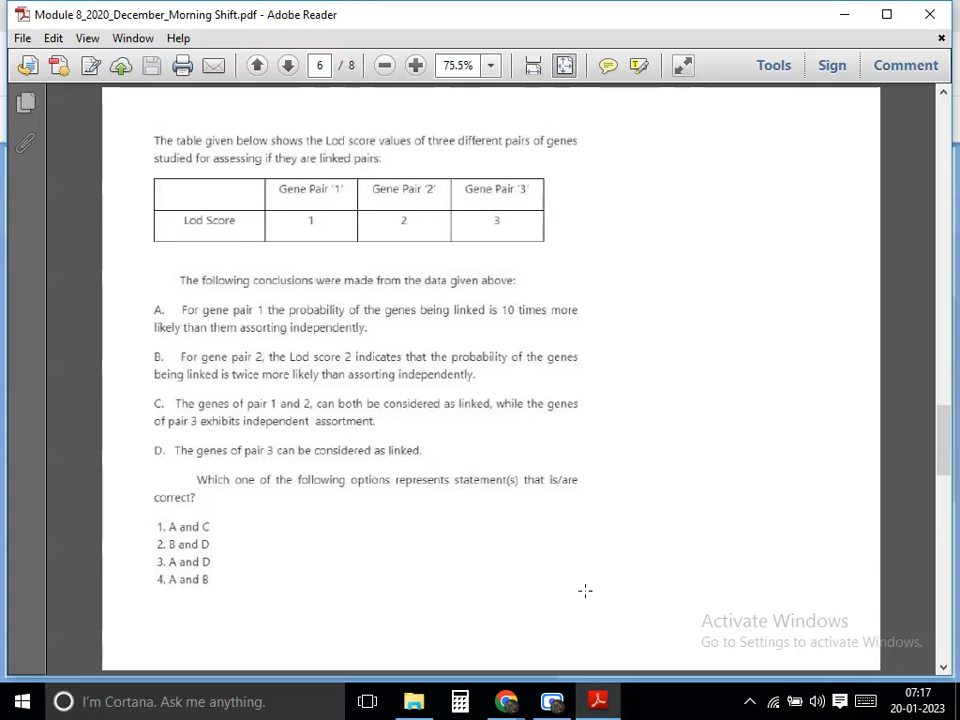 Module 8_2020_December_Morning Shift.pdf - Adobe Reader
File Edit View Window Help
6 / 8 75.5% Tools Sign Comment
The table given below shows the Lod score values of three different pairs of genes
studied for assessing if they are linked pairs:
Gene Pair '1' Gene Pair '2' Gene Pair '3'
Lod Score 1 2 3
The following conclusions were made from the data given above:
A. For gene pair 1 the probability of the genes being linked is 10 times more
likely than them assorting independently.
B. For gene pair 2, the Lod score 2 indicates that the probability of the genes
being linked is twice more likely than assorting independently.
C. The genes of pair 1 and 2, can both be considered as linked, while the genes
of pair 3 exhibits independent assortment.
D. The genes of pair 3 can be considered as linked.
Which one of the following options represents statement(s) that is/are
correct?
1. A and C
2. B and D
3. A and D
4. A and B
Activate Windows
Go to Settings to activate Windows.
I'm Cortana. Ask me anything.
07:17
20-01-2023